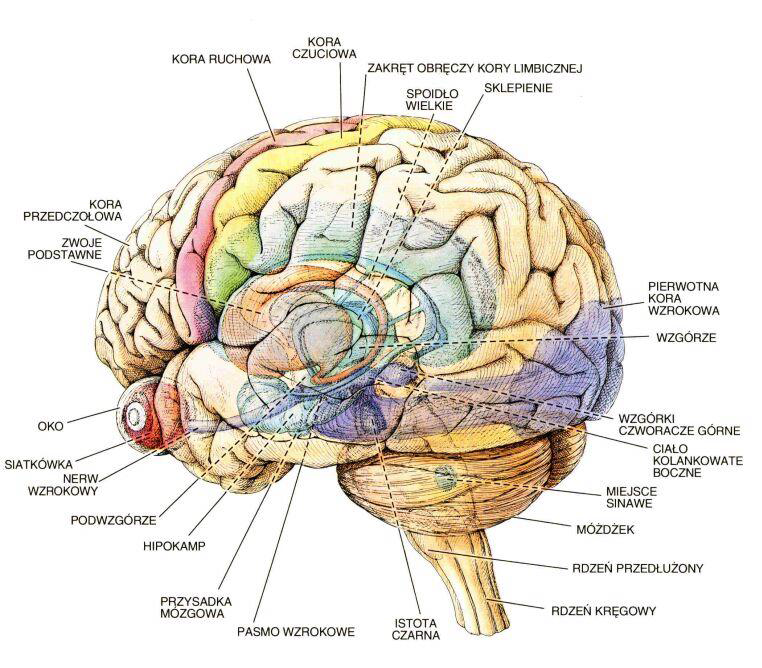 KORA RUCHOWA
KORA
CZUCIOWA
ZAKRĘT OBRĘCZY KORY LIMBICZNEJ
SPOIDŁO
WIELKIE
SKLEPIENIE
KORA
PRZEDCZOŁOWA
ZWOJE
PODSTAWNE
PIERWOTNA
KORA
WZROKOWA
WZGÓRZE
OKO
SIATKÓWKA
NERW
WZROKOWY
WZGÓRKI
CZWORACZE GÓRNE
CIAŁO
KOLANKOWATE
BOCZNE
MIEJSCE
SINAWE
PODWZGÓRZE
MÓŻDŻEK
HIPOKAMP
RDZEŃ PRZEDŁUŻONY
PRZYSADKA
MÓZGOWA
PASMO WZROKOWE
ISTOTA
CZARNA
RDZEŃ KRĘGOWY